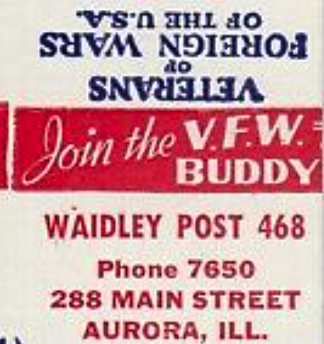 VETERANS
OF
FOREIGN WARS
OF THE U.S.A.
Join the V.F.W.=
BUDDY
WAIDLEY POST 468
Phone 7650
288 MAIN STREET
AURORA, ILL.